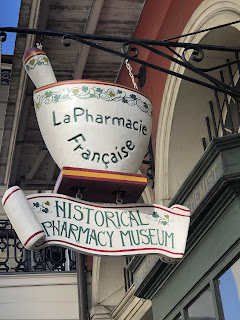 La Pharmacie
Française
HISTORICAL
PHARMACY MUSEUM